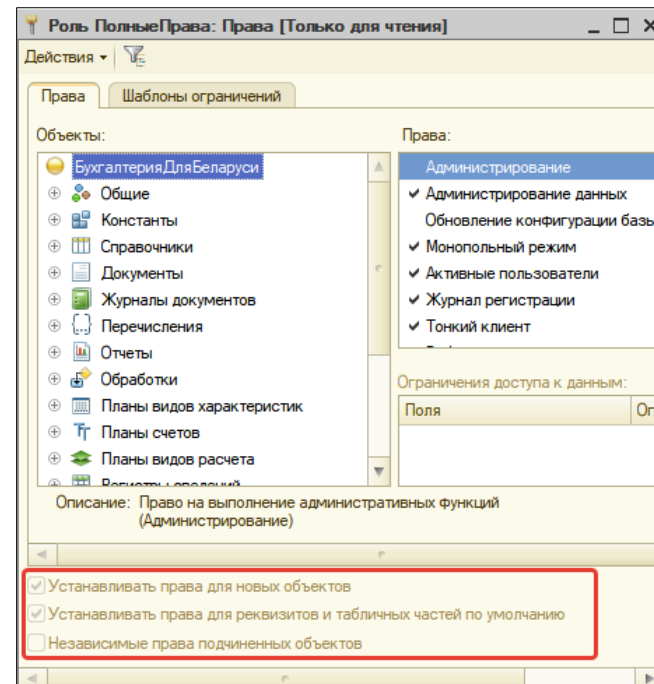 Роль ПолныеПрава: Права [Только для чтения]
Действия
Права Шаблоны ограничений
Объекты:
БухгалтерияДляБеларуси
Общие
Константы
Справочники
Документы
Журналы документов
Перечисления
Отчеты
Обработки
Планы видов характеристик
Планы счетов
Планы видов расчета
Регистры сведений
Права:
Администрирование
Администрирование данных
Обновление конфигурации базы
Монопольный режим
Активные пользователи
Журнал регистрации
Тонкий клиент
Ограничения доступа к данным:
Поля Ог
Описание: Право на выполнение административных функций
(Администрирование)
Устанавливать права для новых объектов
Устанавливать права для реквизитов и табличных частей по умолчанию
Независимые права подчиненных объектов